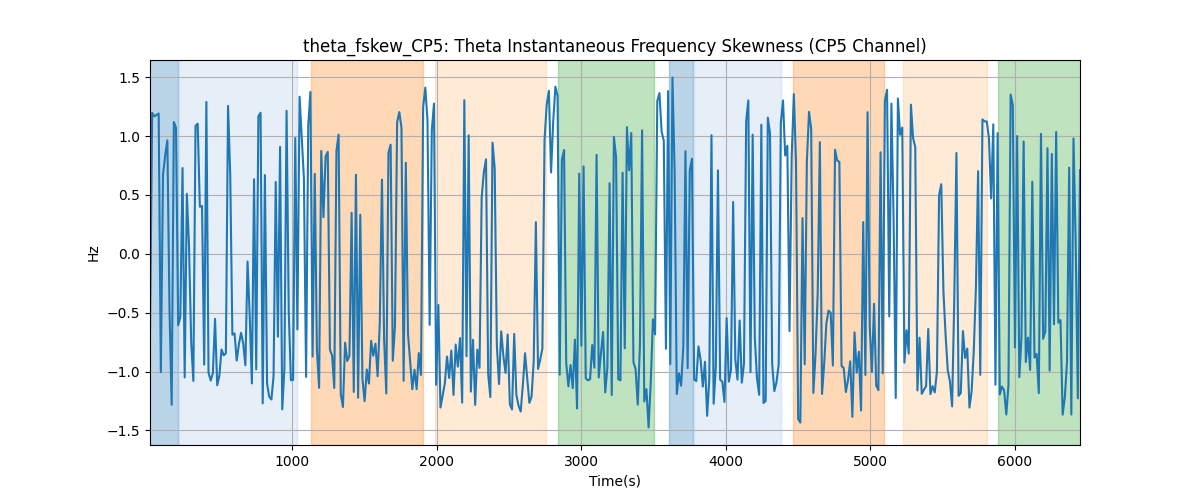 theta_fskew_CP5: Theta Instantaneous Frequency Skewness (CP5 Channel)
1.5
1.0
0.5
0.0
−0.5
−1.0
−1.5
Hz
1000 2000 3000 4000 5000 6000
Time(s)